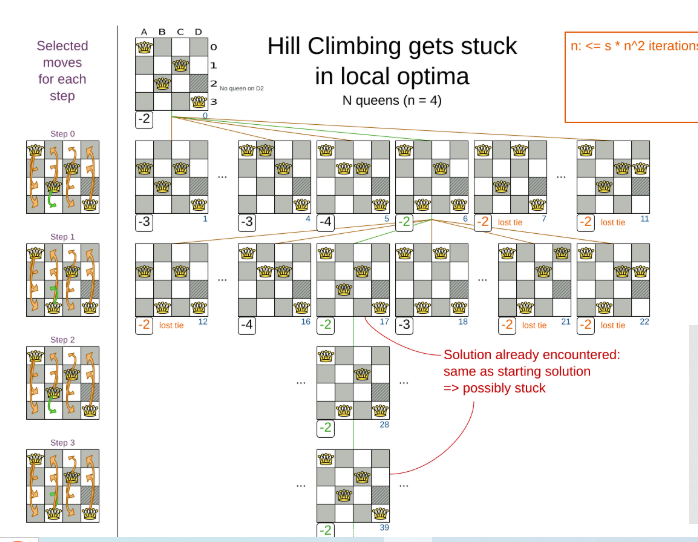 Selected
moves
for each
step
A B C D
0
1
2
3
No queen on D2
-2
0
Hill Climbing gets stuck
in local optima
N queens (n = 4)
n: <= s * n^2 iterations
Step 0
...
...
-3
1
-3
4
-4
5
-2
6
-2 lost tie 7
-2 lost tie 11
Step 1
...
...
-2 lost tie 12
-4
16
-2
17
-3
18
-2 lost tie 21
-2 lost tie 22
Step 2
Solution already encountered:
same as starting solution
=> possibly stuck
...
...
-2
28
Step 3
...
...
-2
39